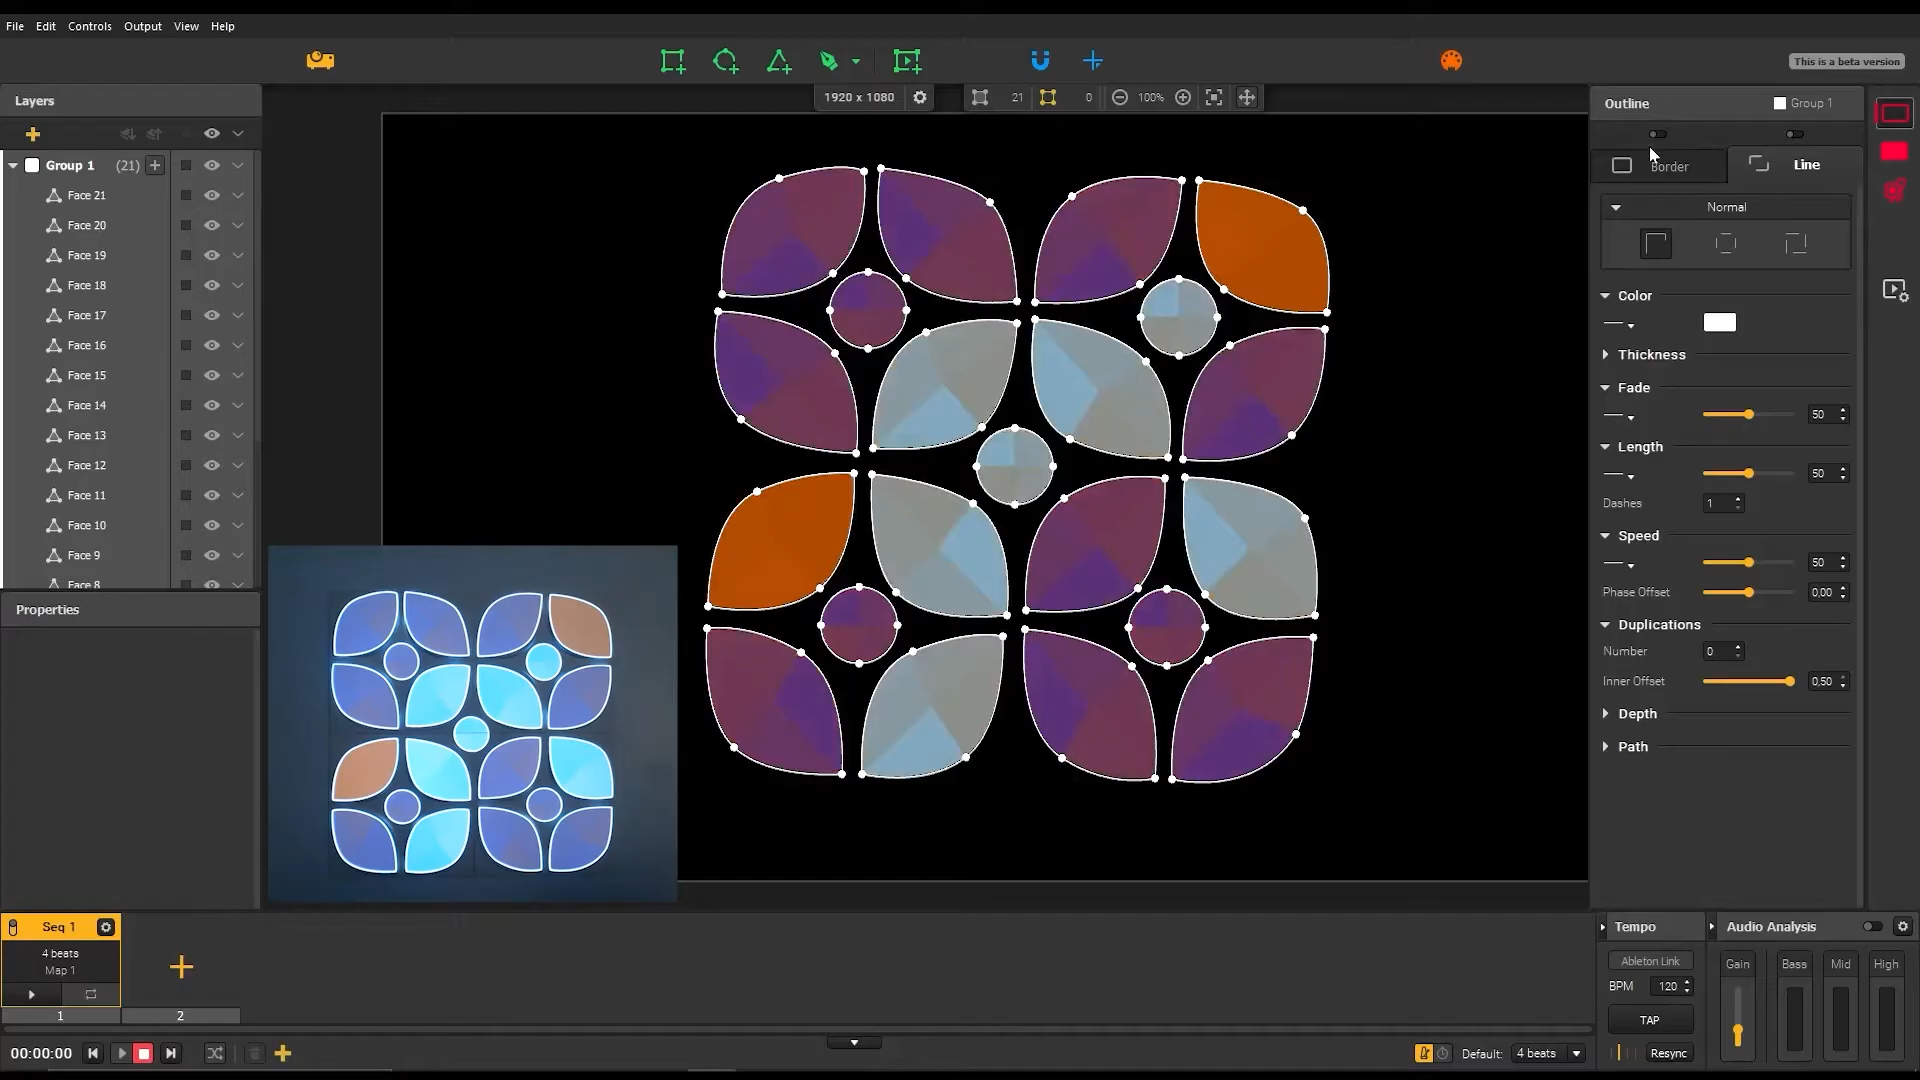 File Edit Controls Output View Help
This is a beta version
Layers
1920 x 1080
21
0
100%
Outline
Group 1
Border
Line
Group 1 (21)
Face 21
Face 20
Face 19
Face 18
Face 17
Face 16
Face 15
Face 14
Face 13
Face 12
Face 11
Face 10
Face 9
Face 8
Properties
Normal
Color
Thickness
Fade
50
Length
50
Dashes 1
Speed
50
Phase Offset 0,00
Duplications
Number 0
Inner Offset 0,50
Depth
Path
Seq 1
4 beats
Map 1
1
2
00:00:00
Default: 4 beats
Tempo
Ableton Link
BPM 120
TAP
Resync
Audio Analysis
Gain Bass Mid High